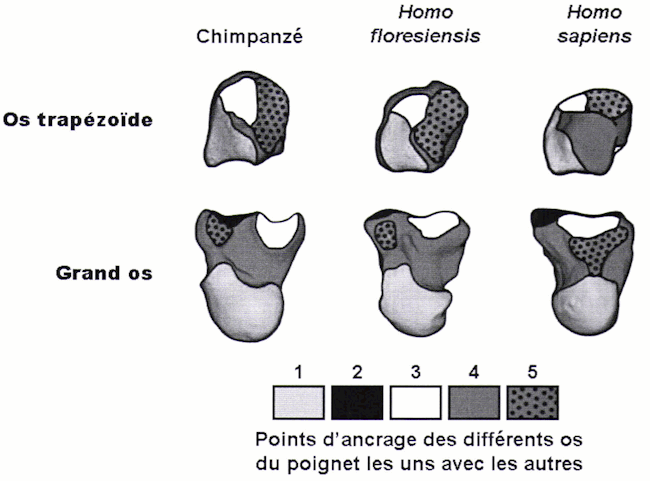 Chimpanzé
Homo
floresiensis
Homo
sapiens
Os trapézoïde
Grand os
1 2 3 4 5
Points d'ancrage des différents os
du poignet les uns avec les autres